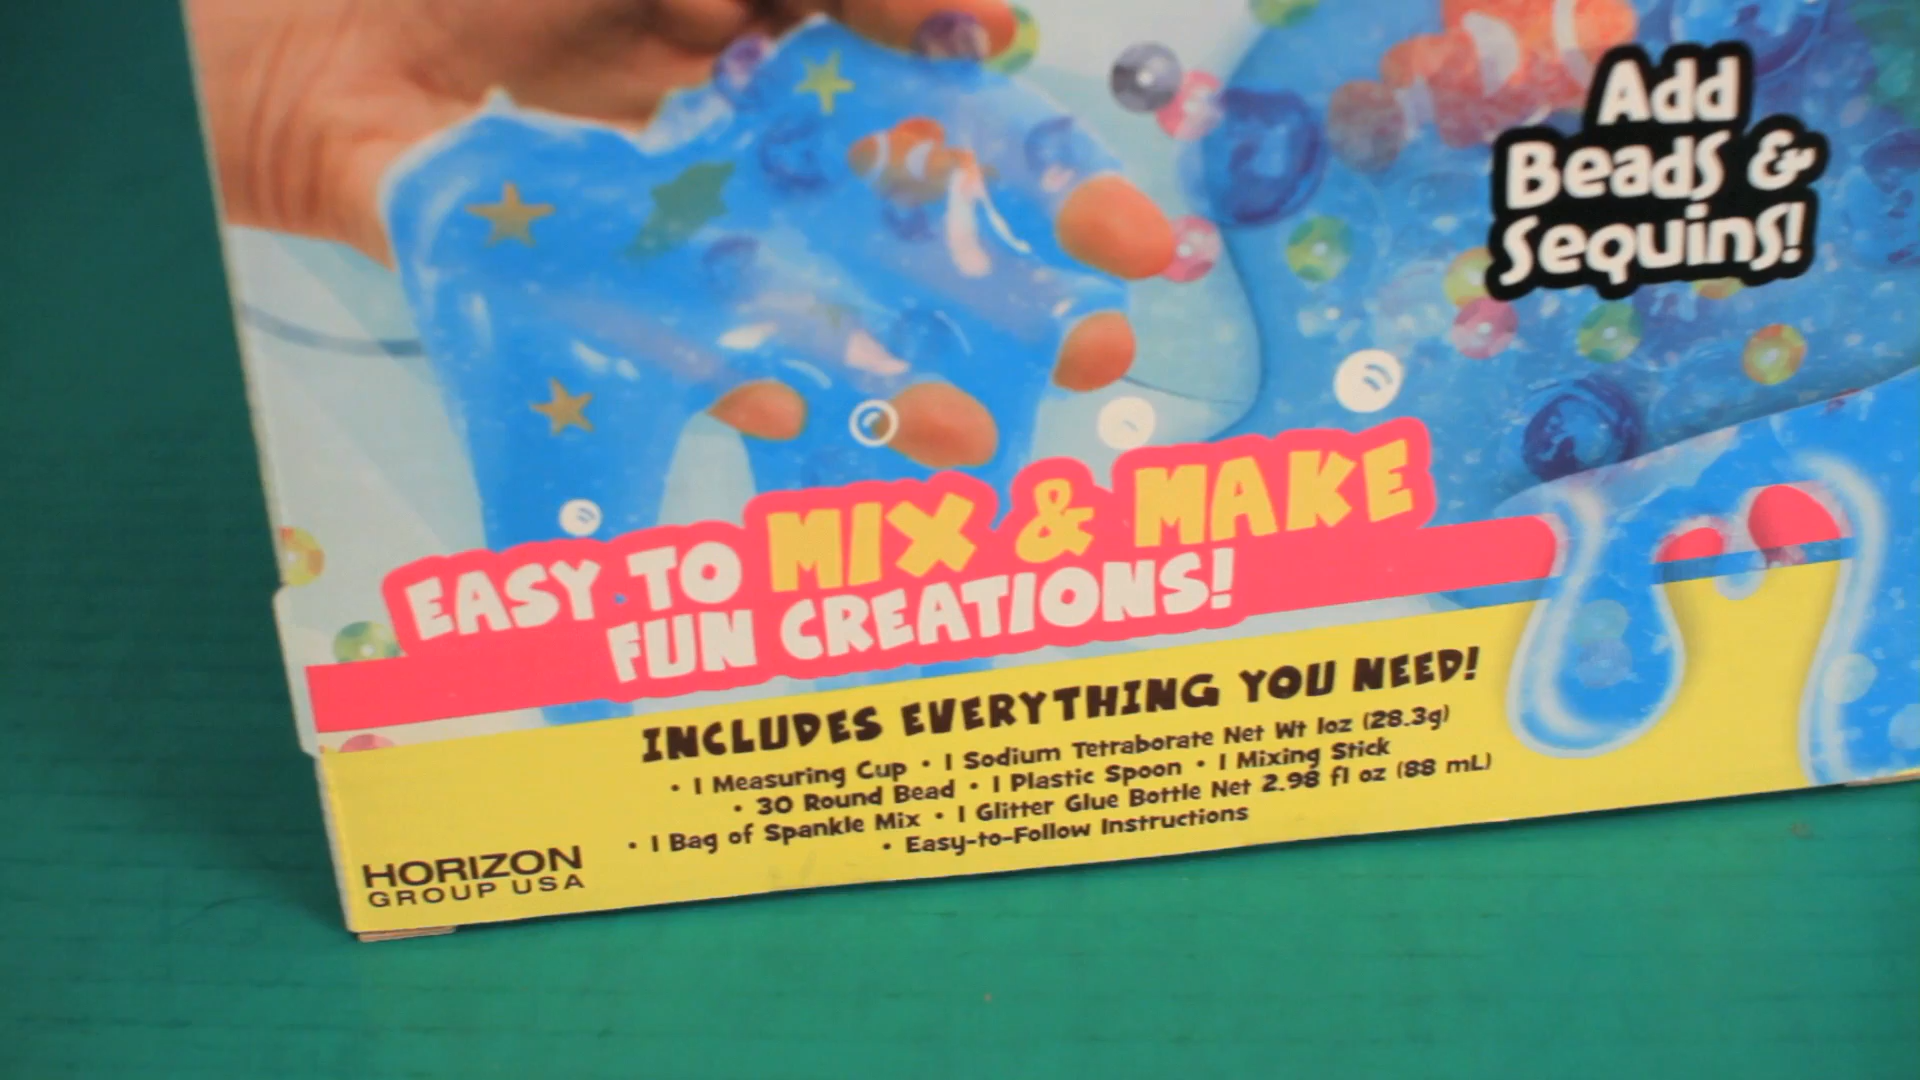 Add
Beads &
Sequins!
EASY TO MIX & MAKE
FUN CREATIONS!
INCLUDES EVERYTHING YOU NEED!
• 1 Measuring Cup • 1 Sodium Tetraborate Net Wt 1oz (28.3g)
• 30 Round Bead • 1 Plastic Spoon • 1 Mixing Stick
• 1 Bag of Spankle Mix • 1 Glitter Glue Bottle Net 2.98 fl oz (88 mL)
• Easy-to-Follow Instructions
HORIZON
GROUP USA